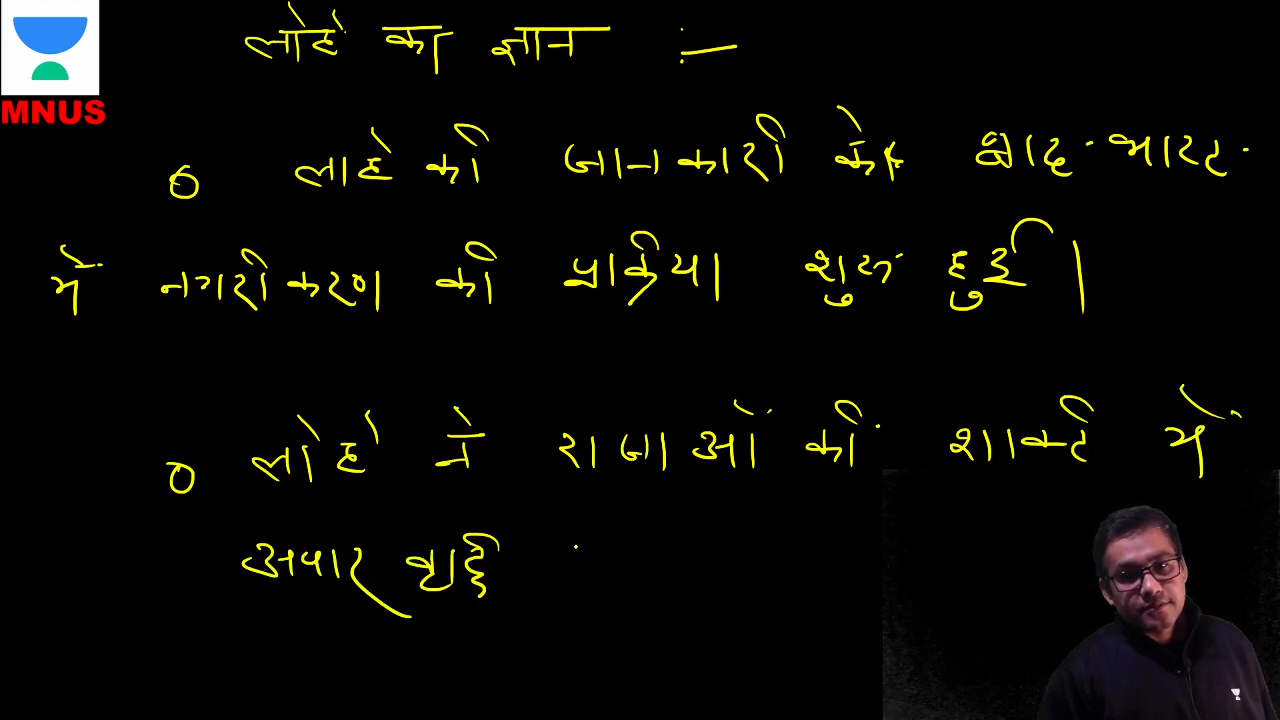 MNUS
लोहे का ज्ञान :-
० लोहे की जानकारी के बाद भारत
में नगरीकरण की प्रक्रिया शुरू हुई।
० लोहे ने राजाओं की शक्ति में
अपार वृद्धि